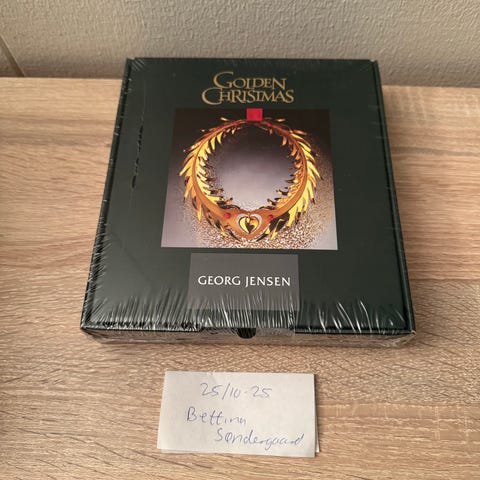 GOLDEN
CHRISTMAS
GEORG JENSEN
25/10-25
Bettina
Søndergaard